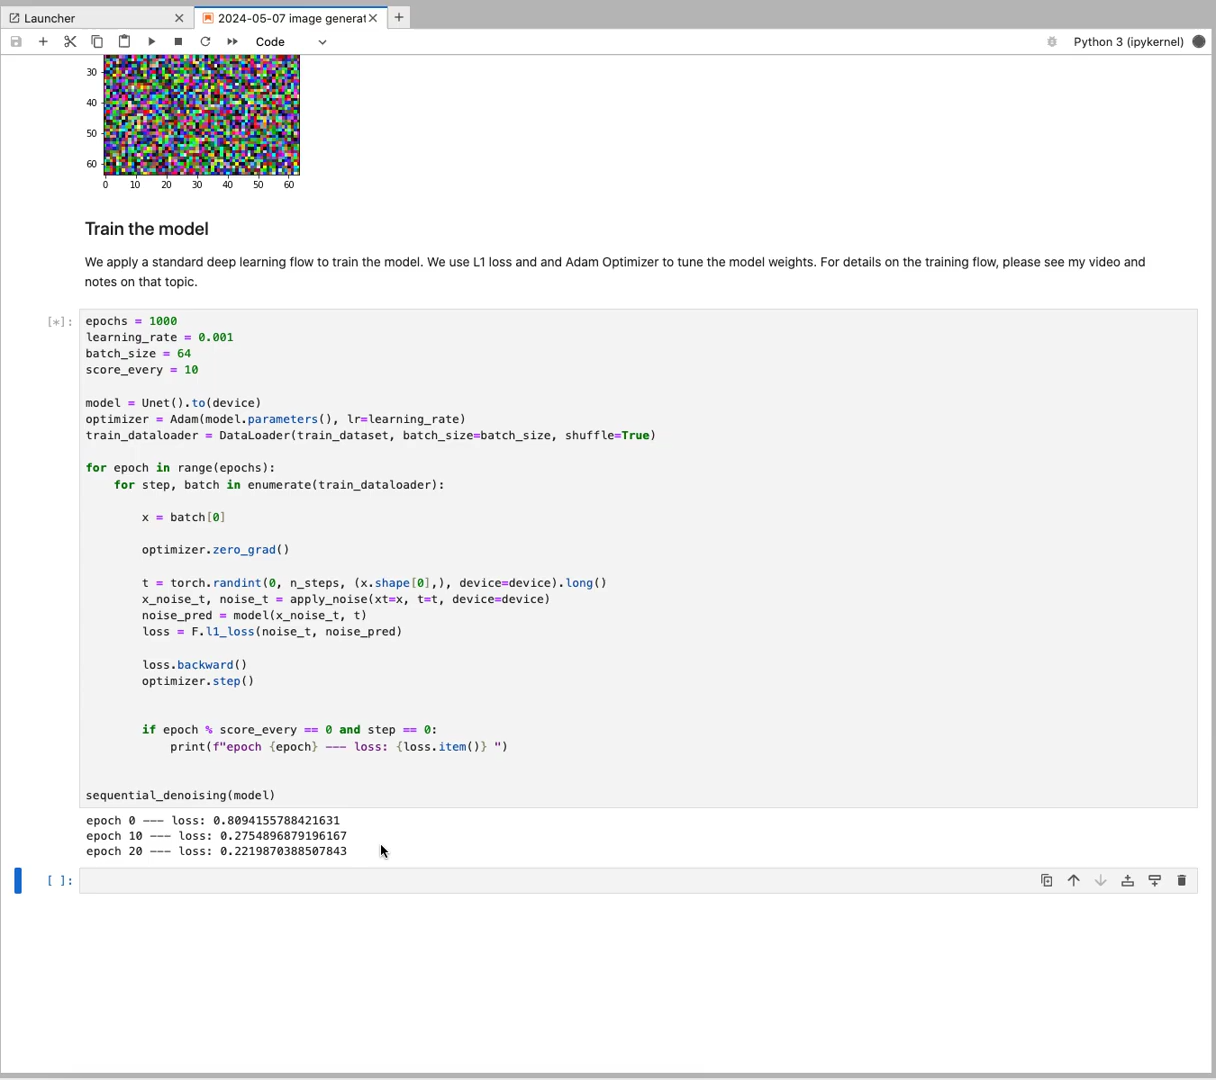 Launcher
2024-05-07 image generat
Code
Python 3 (ipykernel)
30
40
50
60
0 10 20 30 40 50 60
Train the model
We apply a standard deep learning flow to train the model. We use L1 loss and and Adam Optimizer to tune the model weights. For details on the training flow, please see my video and
notes on that topic.
[*]:
epochs = 1000
learning_rate = 0.001
batch_size = 64
score_every = 10
model = Unet().to(device)
optimizer = Adam(model.parameters(), lr=learning_rate)
train_dataloader = DataLoader(train_dataset, batch_size=batch_size, shuffle=True)
for epoch in range(epochs):
    for step, batch in enumerate(train_dataloader):
        x = batch[0]
        optimizer.zero_grad()
        t = torch.randint(0, n_steps, (x.shape[0],), device=device).long()
        x_noise_t, noise_t = apply_noise(xt=x, t=t, device=device)
        noise_pred = model(x_noise_t, t)
        loss = F.l1_loss(noise_t, noise_pred)
        loss.backward()
        optimizer.step()
        if epoch % score_every == 0 and step == 0:
            print(f"epoch {epoch} --- loss: {loss.item()} ")
sequential_denoising(model)
epoch 0 --- loss: 0.8094155788421631
epoch 10 --- loss: 0.2754896879196167
epoch 20 --- loss: 0.2219870388507843
[ ]: